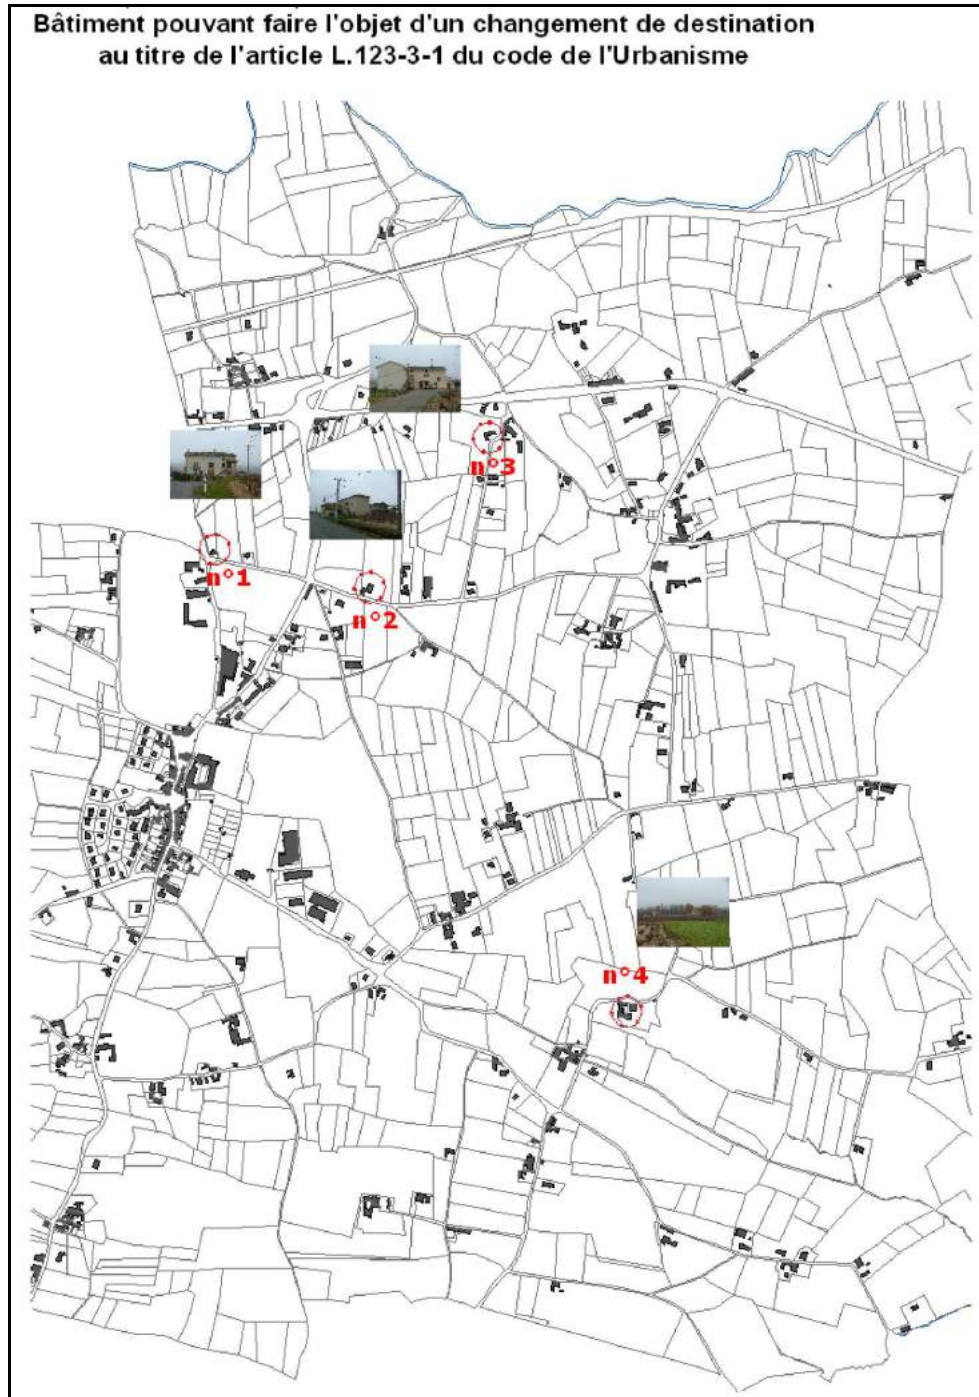 Bâtiment pouvant faire l'objet d'un changement de destination
au titre de l'article L.123-3-1 du code de l'Urbanisme
n°3
n°1
n°2
n°4